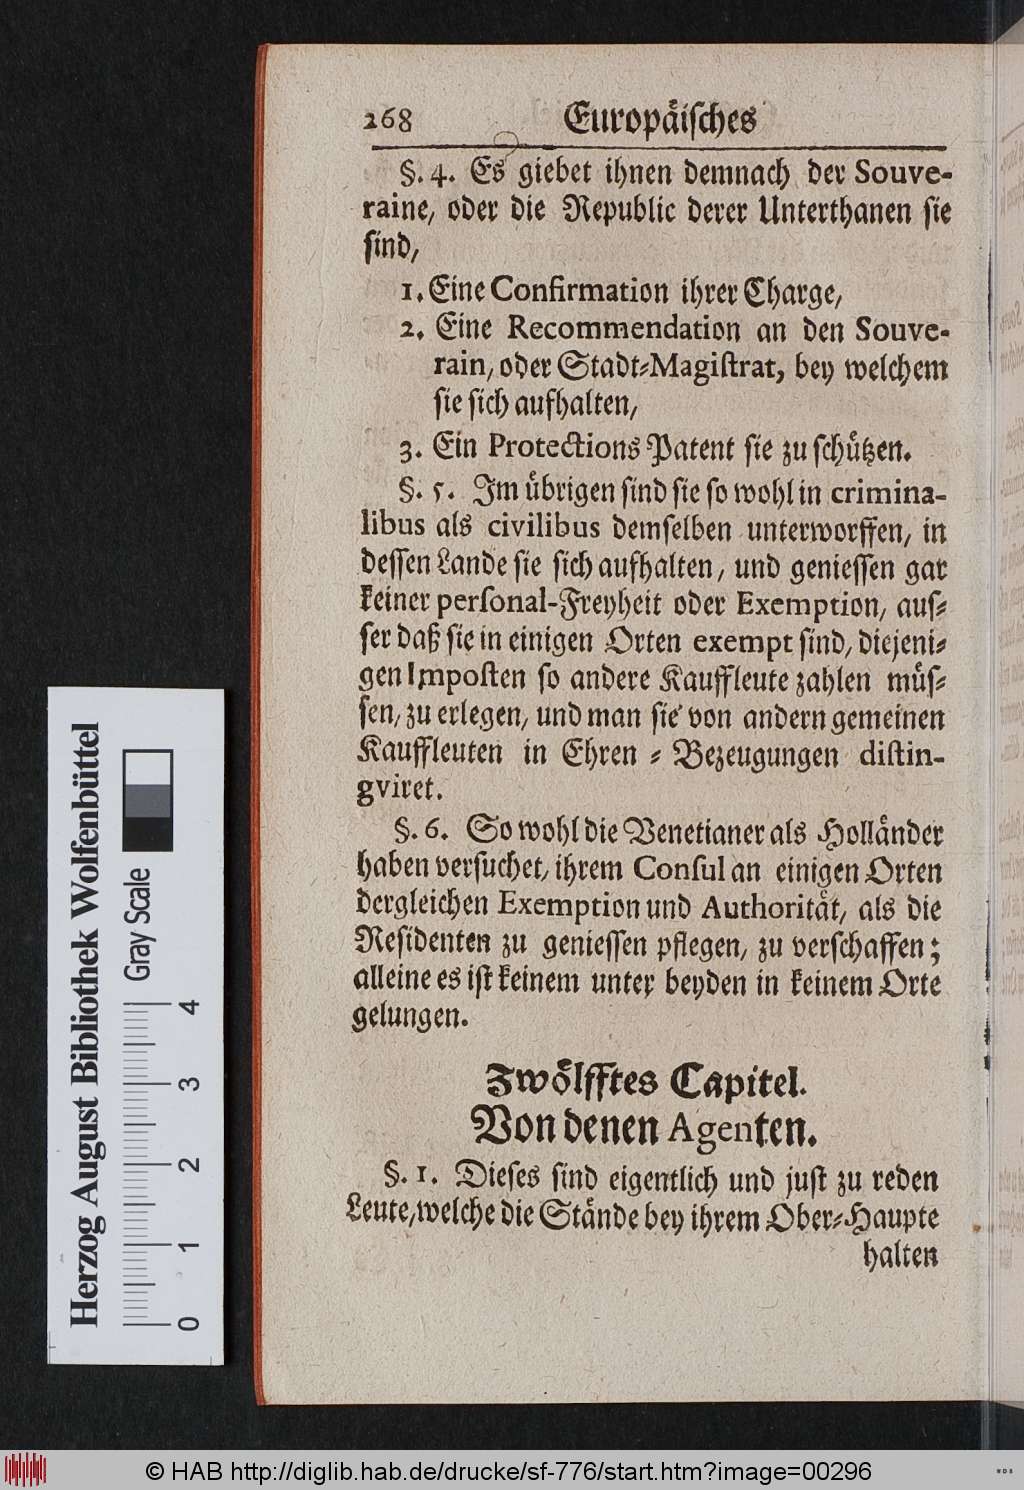 268 Europäisches
§. 4. Es giebet ihnen demnach der Souve-
raine, oder die Republic derer Unterthanen sie
sind,
1. Eine Confirmation ihrer Charge,
2. Eine Recommendation an den Souve-
rain, oder Stadt-Magistrat, bey welchem
sie sich aufhalten,
3. Ein Protections Patent sie zu schützen.
§. 5. Im übrigen sind sie so wohl in crimina-
libus als civilibus demselben unterworffen, in
dessen Lande sie sich aufhalten, und geniessen gar
keiner personal-Freyheit oder Exemption, aus-
ser daß sie in einigen Orten exempt sind, diejeni-
gen Imposten so andere Kauffleute zahlen müs-
sen, zu erlegen, und man sie von andern gemeinen
Kauffleuten in Ehren - Bezeugungen distin-
gviret.
§. 6. So wohl die Venetianer als Holländer
haben versuchet, ihrem Consul an einigen Orten
dergleichen Exemption und Authorität, als die
Residenten zu geniessen pflegen, zu verschaffen;
alleine es ist keinem unter beyden in keinem Orte
gelungen.
Zwölfftes Capitel.
Von denen Agenten.
§. 1. Dieses sind eigentlich und just zu reden
Leute, welche die Stände bey ihrem Ober-Haupte
halten
Herzog August Bibliothek Wolfenbüttel
Gray Scale
0 1 2 3 4
© HAB http://diglib.hab.de/drucke/sf-776/start.htm?image=00296